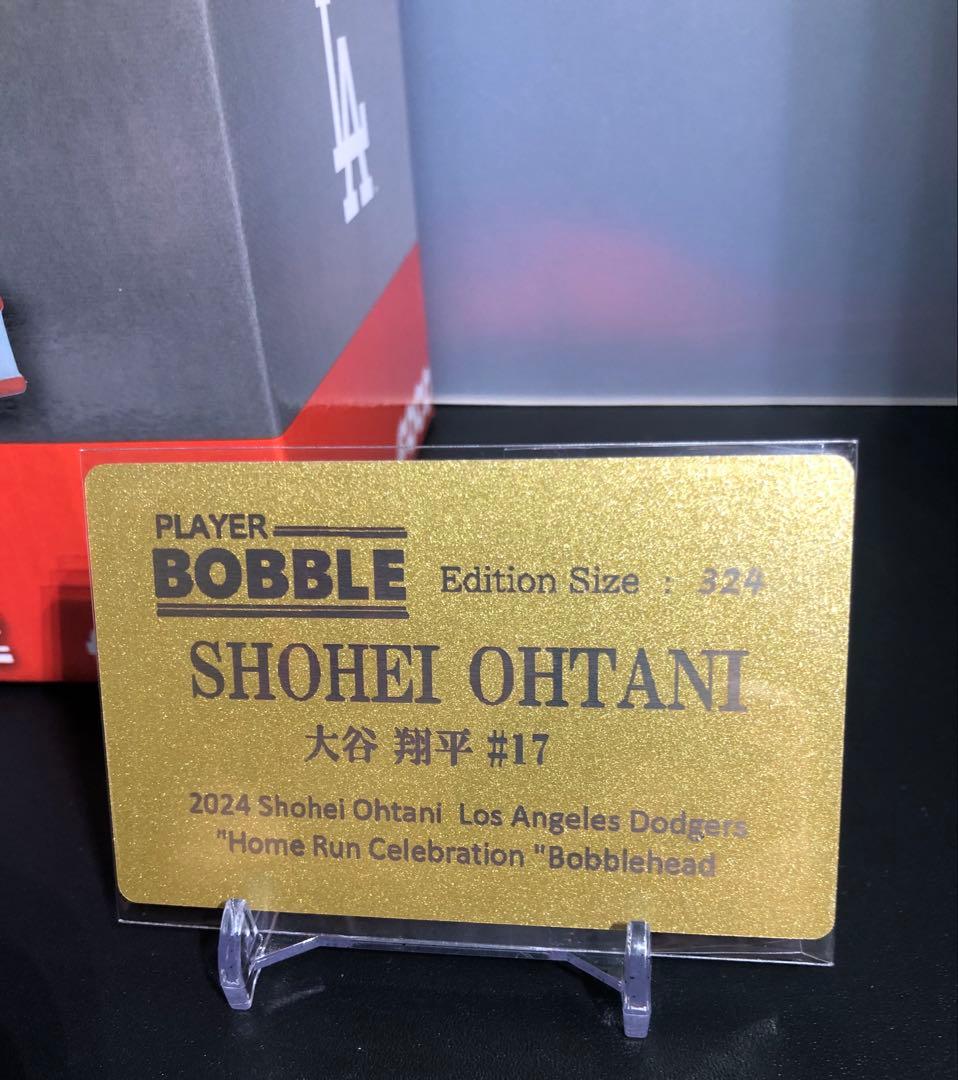 LA
PLAYER
BOBBLE
Edition Size : 324
SHOHEI OHTANI
大谷 翔平 #17
2024 Shohei Ohtani Los Angeles Dodgers
"Home Run Celebration "Bobblehead